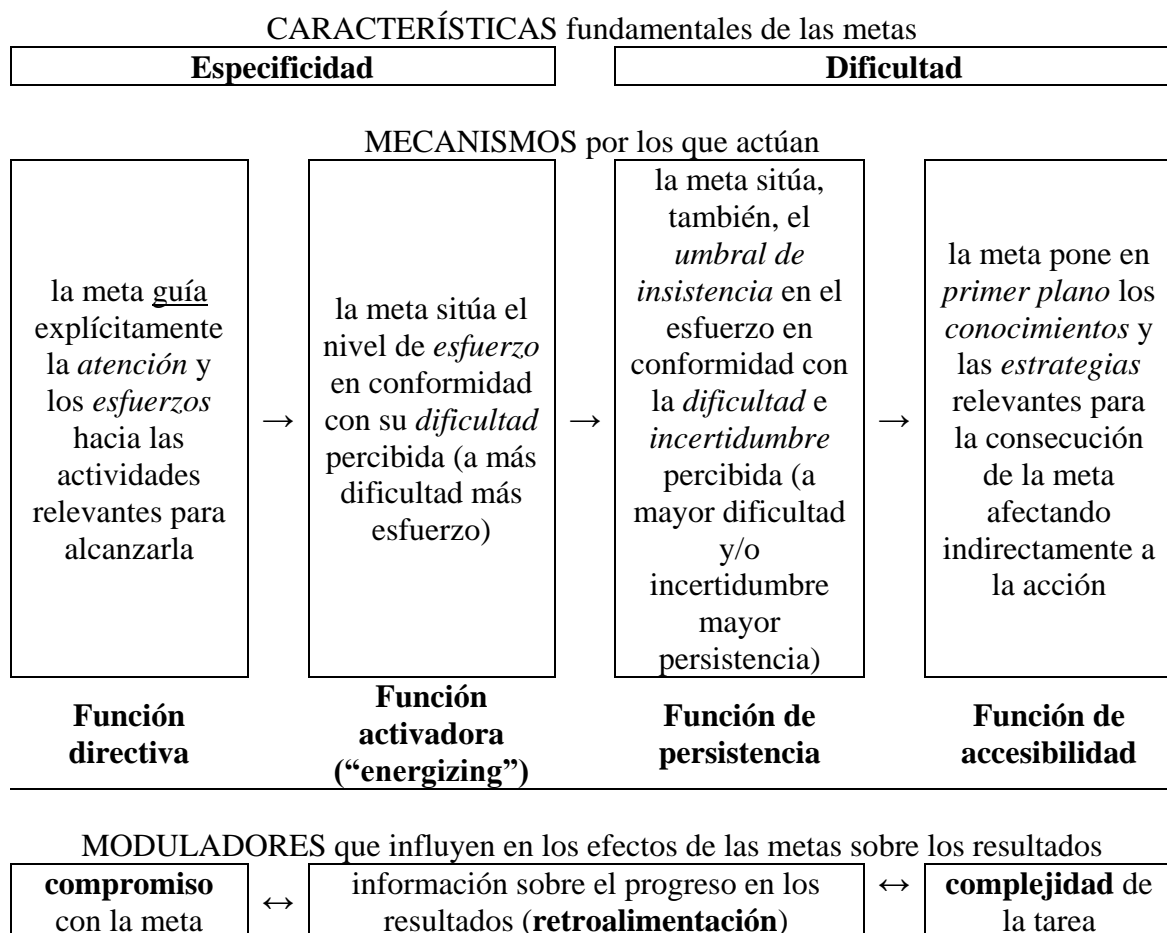 CARACTERÍSTICAS fundamentales de las metas
Especificidad
Dificultad
MECANISMOS por los que actúan
la meta guía
explícitamente
la atención y
los esfuerzos
hacia las
actividades
relevantes para
alcanzarla
→
la meta sitúa el
nivel de esfuerzo
en conformidad
con su dificultad
percibida (a más
dificultad más
esfuerzo)
→
la meta sitúa,
también, el
umbral de
insistencia en el
esfuerzo en
conformidad con
la dificultad e
incertidumbre
percibida (a
mayor dificultad
y/o
incertidumbre
mayor
persistencia)
→
la meta pone en
primer plano los
conocimientos y
las estrategias
relevantes para
la consecución
de la meta
afectando
indirectamente a
la acción
Función
directiva
Función
activadora
(“energizing”)
Función de
persistencia
Función de
accesibilidad
MODULADORES que influyen en los efectos de las metas sobre los resultados
compromiso
con la meta
↔
información sobre el progreso en los
resultados (retroalimentación)
↔
complejidad de
la tarea